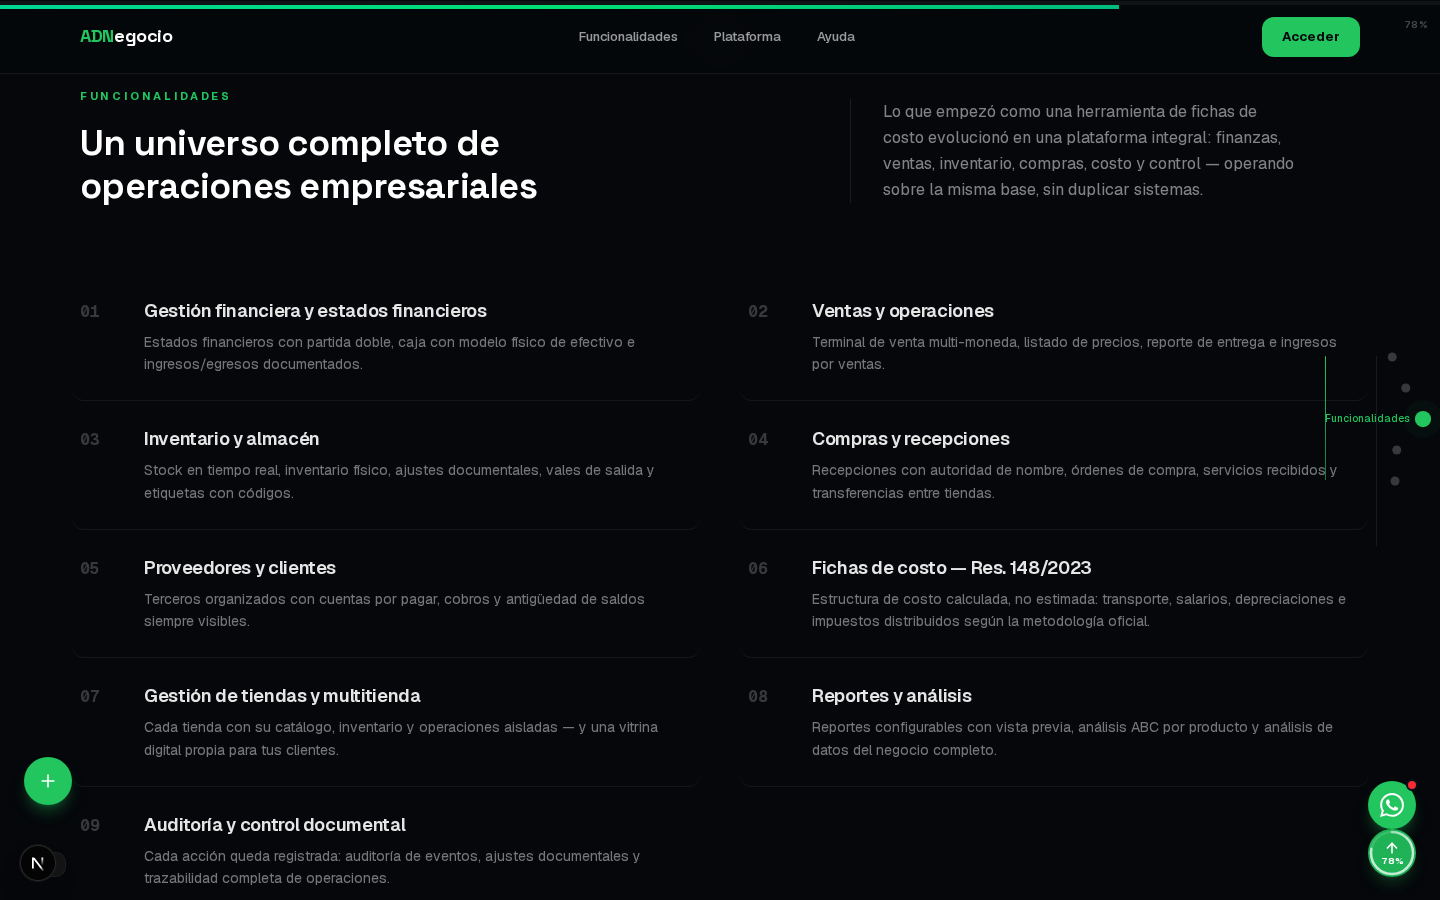 ADNegocio
Funcionalidades
Plataforma
Ayuda
Acceder
78%
FUNCIONALIDADES
Un universo completo de
operaciones empresariales
Lo que empezó como una herramienta de fichas de
costo evolucionó en una plataforma integral: finanzas,
ventas, inventario, compras, costo y control — operando
sobre la misma base, sin duplicar sistemas.
01
Gestión financiera y estados financieros
Estados financieros con partida doble, caja con modelo físico de efectivo e
ingresos/egresos documentados.
02
Ventas y operaciones
Terminal de venta multi-moneda, listado de precios, reporte de entrega e ingresos
por ventas.
Funcionalidades
03
Inventario y almacén
Stock en tiempo real, inventario físico, ajustes documentales, vales de salida y
etiquetas con códigos.
04
Compras y recepciones
Recepciones con autoridad de nombre, órdenes de compra, servicios recibidos y
transferencias entre tiendas.
05
Proveedores y clientes
Terceros organizados con cuentas por pagar, cobros y antigüedad de saldos
siempre visibles.
06
Fichas de costo — Res. 148/2023
Estructura de costo calculada, no estimada: transporte, salarios, depreciaciones e
impuestos distribuidos según la metodología oficial.
07
Gestión de tiendas y multitienda
Cada tienda con su catálogo, inventario y operaciones aisladas — y una vitrina
digital propia para tus clientes.
08
Reportes y análisis
Reportes configurables con vista previa, análisis ABC por producto y análisis de
datos del negocio completo.
09
Auditoría y control documental
Cada acción queda registrada: auditoría de eventos, ajustes documentales y
trazabilidad completa de operaciones.
N
78%